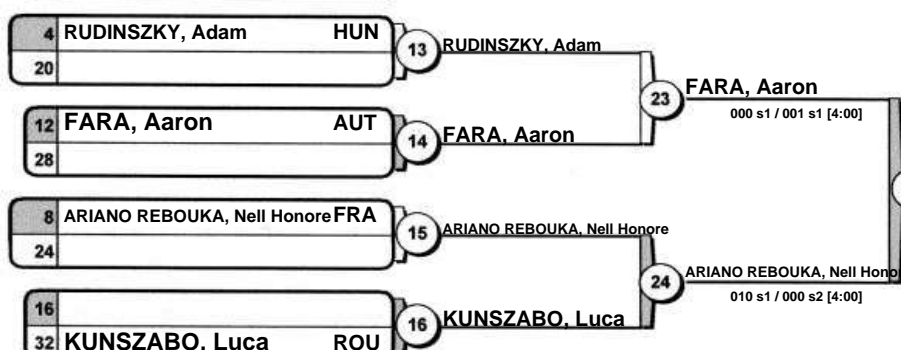 4 RUDINSZKY, Adam HUN
20
13 RUDINSZKY, Adam
12 FARA, Aaron AUT
28
14 FARA, Aaron
23 FARA, Aaron
000 s1 / 001 s1 [4:00]
8 ARIANO REBOUKA, Nell Honore FRA
24
15 ARIANO REBOUKA, Nell Honore
16
32 KUNSZABO, Luca ROU
16 KUNSZABO, Luca
24 ARIANO REBOUKA, Nell Hono
010 s1 / 000 s2 [4:00]